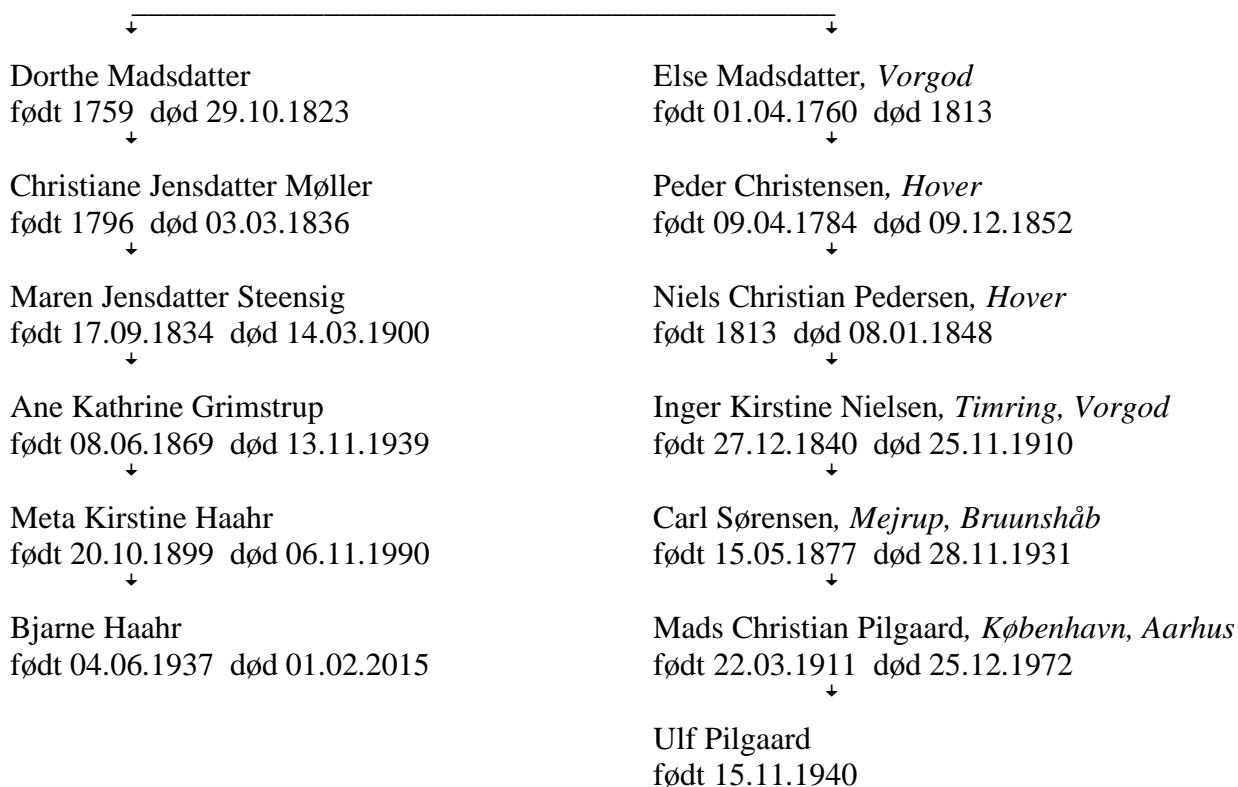 Dorthe Madsdatter
født 1759 død 29.10.1823
Christiane Jensdatter Møller
født 1796 død 03.03.1836
Maren Jensdatter Steensig
født 17.09.1834 død 14.03.1900
Ane Kathrine Grimstrup
født 08.06.1869 død 13.11.1939
Meta Kirstine Haahr
født 20.10.1899 død 06.11.1990
Bjarne Haahr
født 04.06.1937 død 01.02.2015
Else Madsdatter, Vorgod
født 01.04.1760 død 1813
Peder Christensen, Hover
født 09.04.1784 død 09.12.1852
Niels Christian Pedersen, Hover
født 1813 død 08.01.1848
Inger Kirstine Nielsen, Timring, Vorgod
født 27.12.1840 død 25.11.1910
Carl Sørensen, Mejrup, Bruunshåb
født 15.05.1877 død 28.11.1931
Mads Christian Pilgaard, København, Aarhus
født 22.03.1911 død 25.12.1972
Ulf Pilgaard
født 15.11.1940